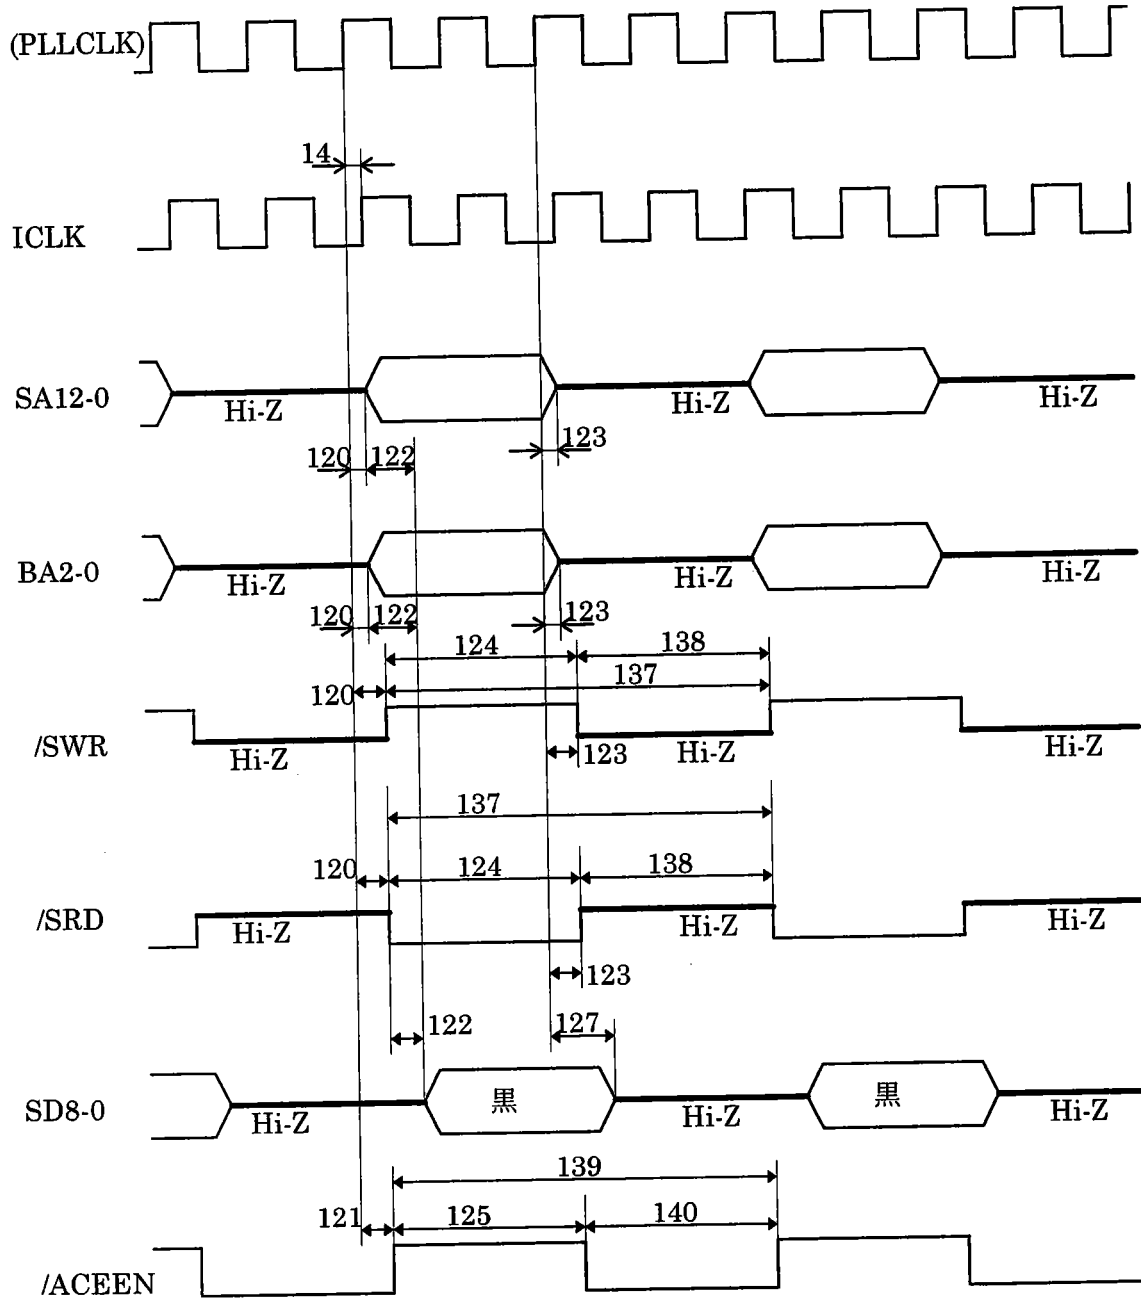 (PLLCLK)
14
ICLK
SA12-0
Hi-Z
Hi-Z
Hi-Z
120
122
123
BA2-0
Hi-Z
Hi-Z
Hi-Z
120
122
123
124
138
120
137
/SWR
Hi-Z
123
Hi-Z
Hi-Z
137
120
124
138
/SRD
Hi-Z
Hi-Z
Hi-Z
123
122
127
SD8-0
Hi-Z
黒
Hi-Z
黒
Hi-Z
139
121
125
140
/ACEEN